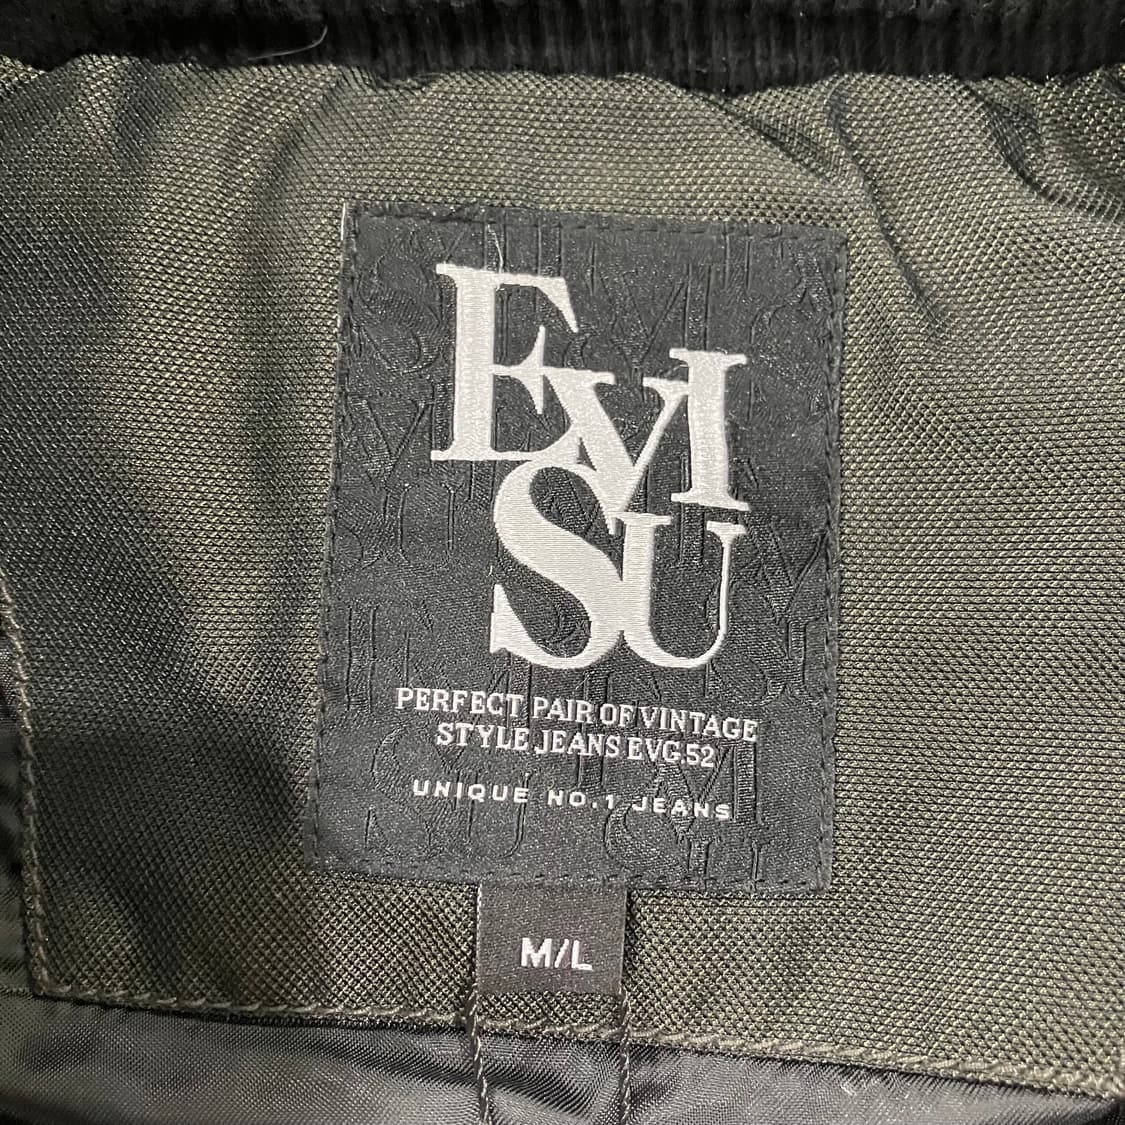 EVI
SU
PERFECT PAIR OF VINTAGE
STYLE JEANS EVG.52
UNIQUE NO.1 JEANS
M/L